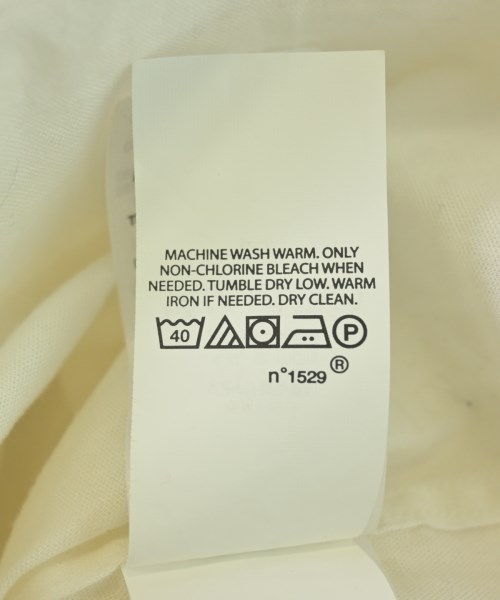 MACHINE WASH WARM. ONLY
NON-CHLORINE BLEACH WHEN
NEEDED. TUMBLE DRY LOW. WARM
IRON IF NEEDED. DRY CLEAN.
40 P
n°1529®